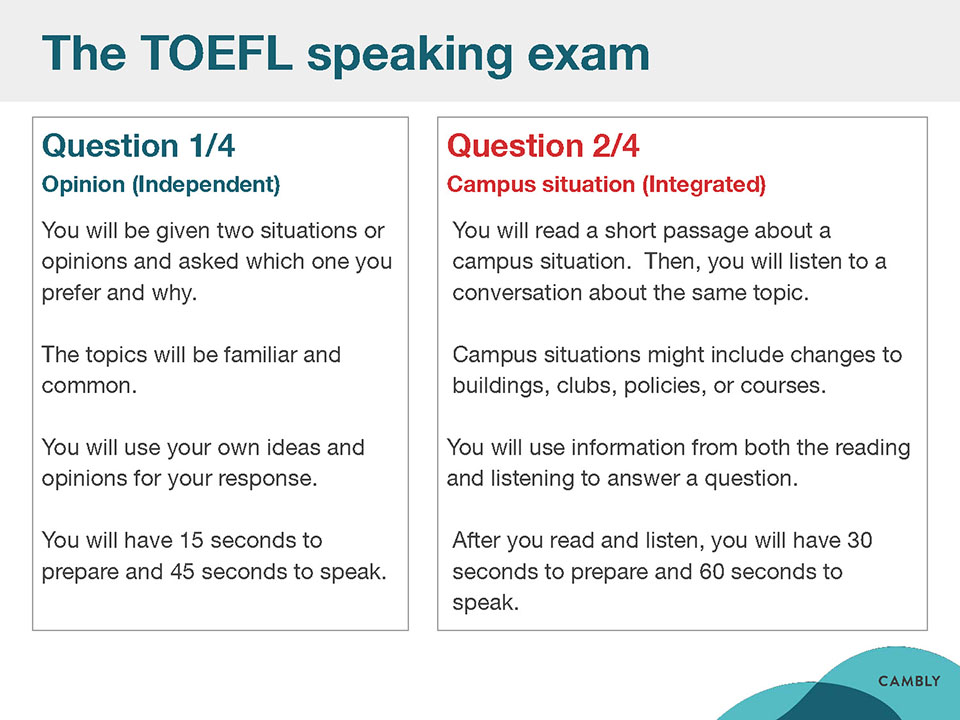 The TOEFL speaking exam
Question 1/4
Opinion (Independent)
You will be given two situations or
opinions and asked which one you
prefer and why.
The topics will be familiar and
common.
You will use your own ideas and
opinions for your response.
You will have 15 seconds to
prepare and 45 seconds to speak.
Question 2/4
Campus situation (Integrated)
You will read a short passage about a
campus situation.  Then, you will listen to a
conversation about the same topic.
Campus situations might include changes to
buildings, clubs, policies, or courses.
You will use information from both the reading
and listening to answer a question.
After you read and listen, you will have 30
seconds to prepare and 60 seconds to
speak.
CAMBLY